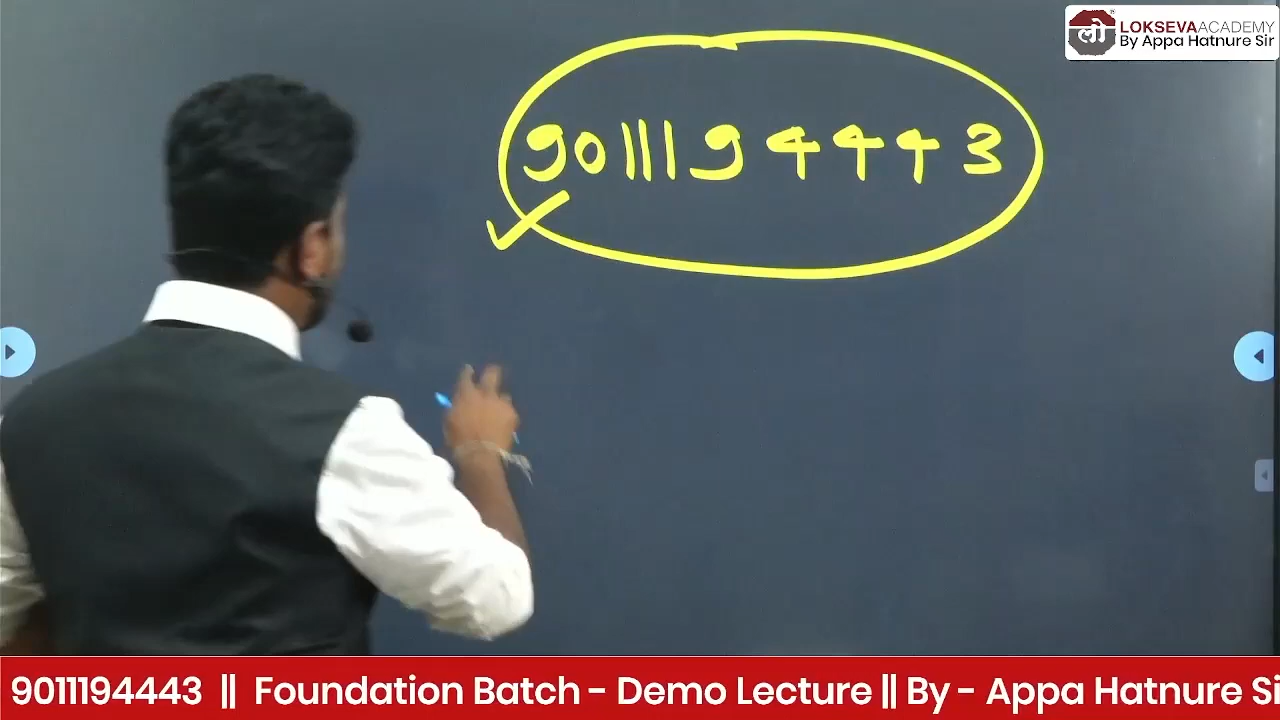 लो LOKSEVA ACADEMY
By Appa Hatnure Sir
9011194443
9011194443 || Foundation Batch - Demo Lecture || By - Appa Hatnure Si